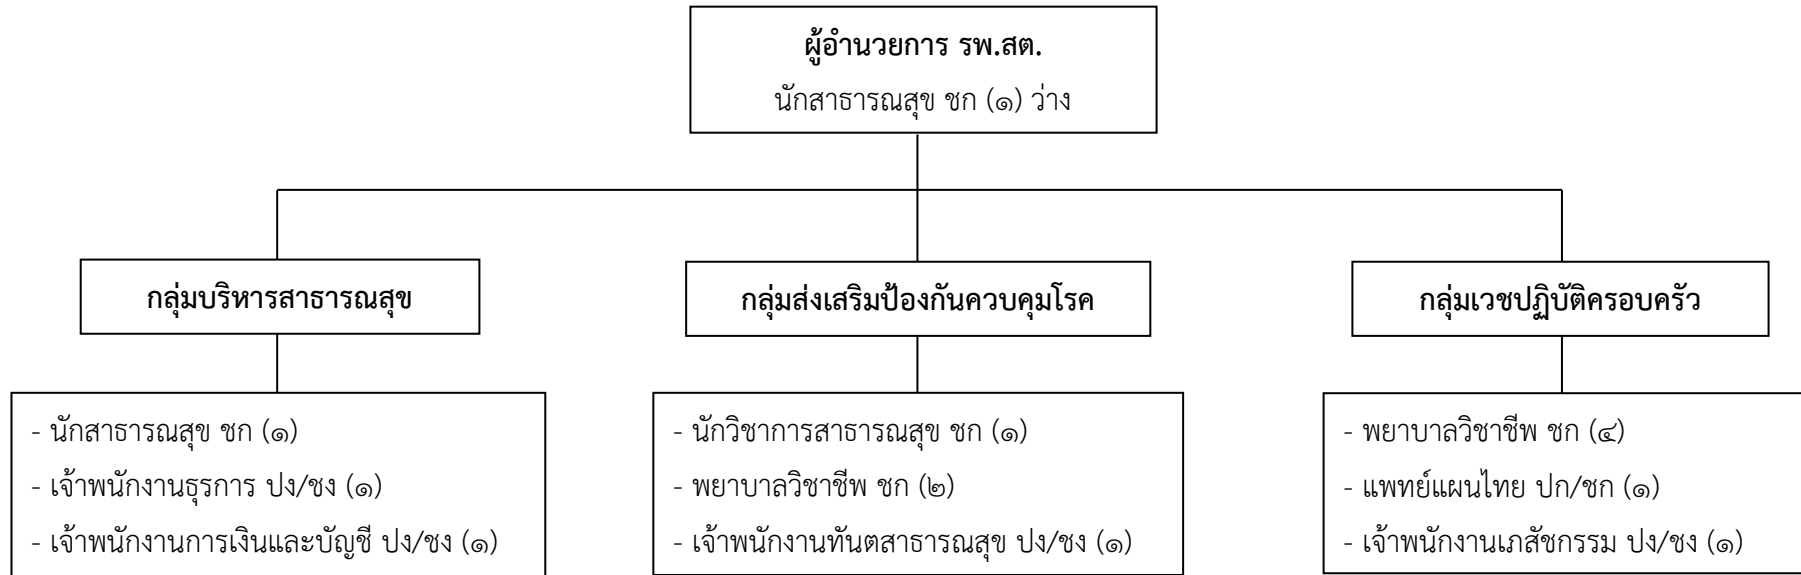 ผู้อำนวยการ รพ.สต.
นักสาธารณสุข ชก (๑) ว่าง
กลุ่มบริหารสาธารณสุข
- นักสาธารณสุข ชก (๑)
- เจ้าพนักงานธุรการ ปง/ชง (๑)
- เจ้าพนักงานการเงินและบัญชี ปง/ชง (๑)
กลุ่มส่งเสริมป้องกันควบคุมโรค
- นักวิชาการสาธารณสุข ชก (๑)
- พยาบาลวิชาชีพ ชก (๒)
- เจ้าพนักงานทันตสาธารณสุข ปง/ชง (๑)
กลุ่มเวชปฏิบัติครอบครัว
- พยาบาลวิชาชีพ ชก (๔)
- แพทย์แผนไทย ปก/ชก (๑)
- เจ้าพนักงานเภสัชกรรม ปง/ชง (๑)